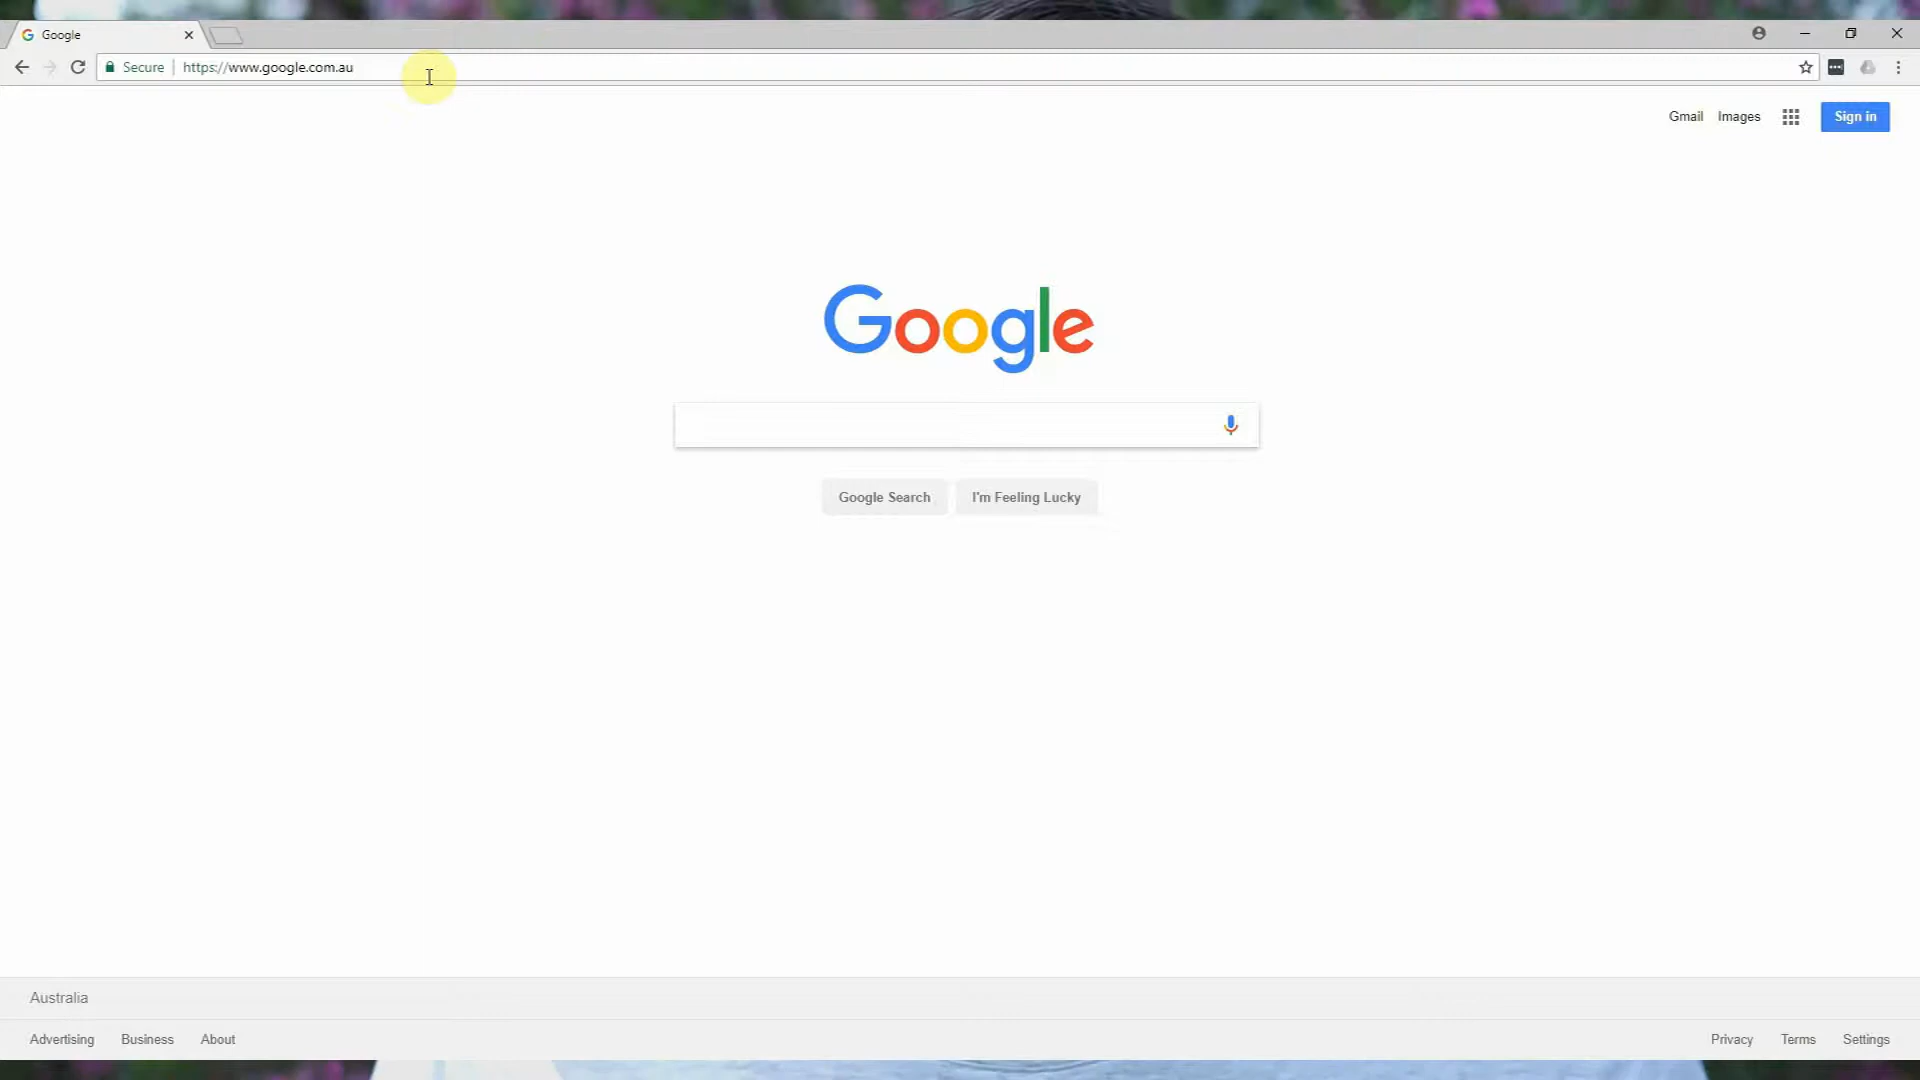 Google
Secure https://www.google.com.au
Gmail Images Sign in
Google
Google Search I'm Feeling Lucky
Australia
Advertising Business About Privacy Terms Settings